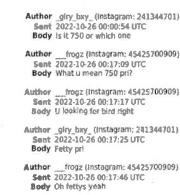 Author _glry_bxy_ (Instagram: 241344701)
Sent 2022-10-26 00:00:54 UTC
Body Is it 750 or which one
Author __frogz (Instagram: 45425700909)
Sent 2022-10-26 00:17:09 UTC
Body What u mean 750 pri?
Author __frogz (Instagram: 45425700909)
Sent 2022-10-26 00:17:17 UTC
Body U looking for bird right
Author _glry_bxy_ (Instagram: 241344701)
Sent 2022-10-26 00:17:25 UTC
Body Fetty pri
Author __frogz (Instagram: 45425700909)
Sent 2022-10-26 00:17:46 UTC
Body Oh fettys yeah